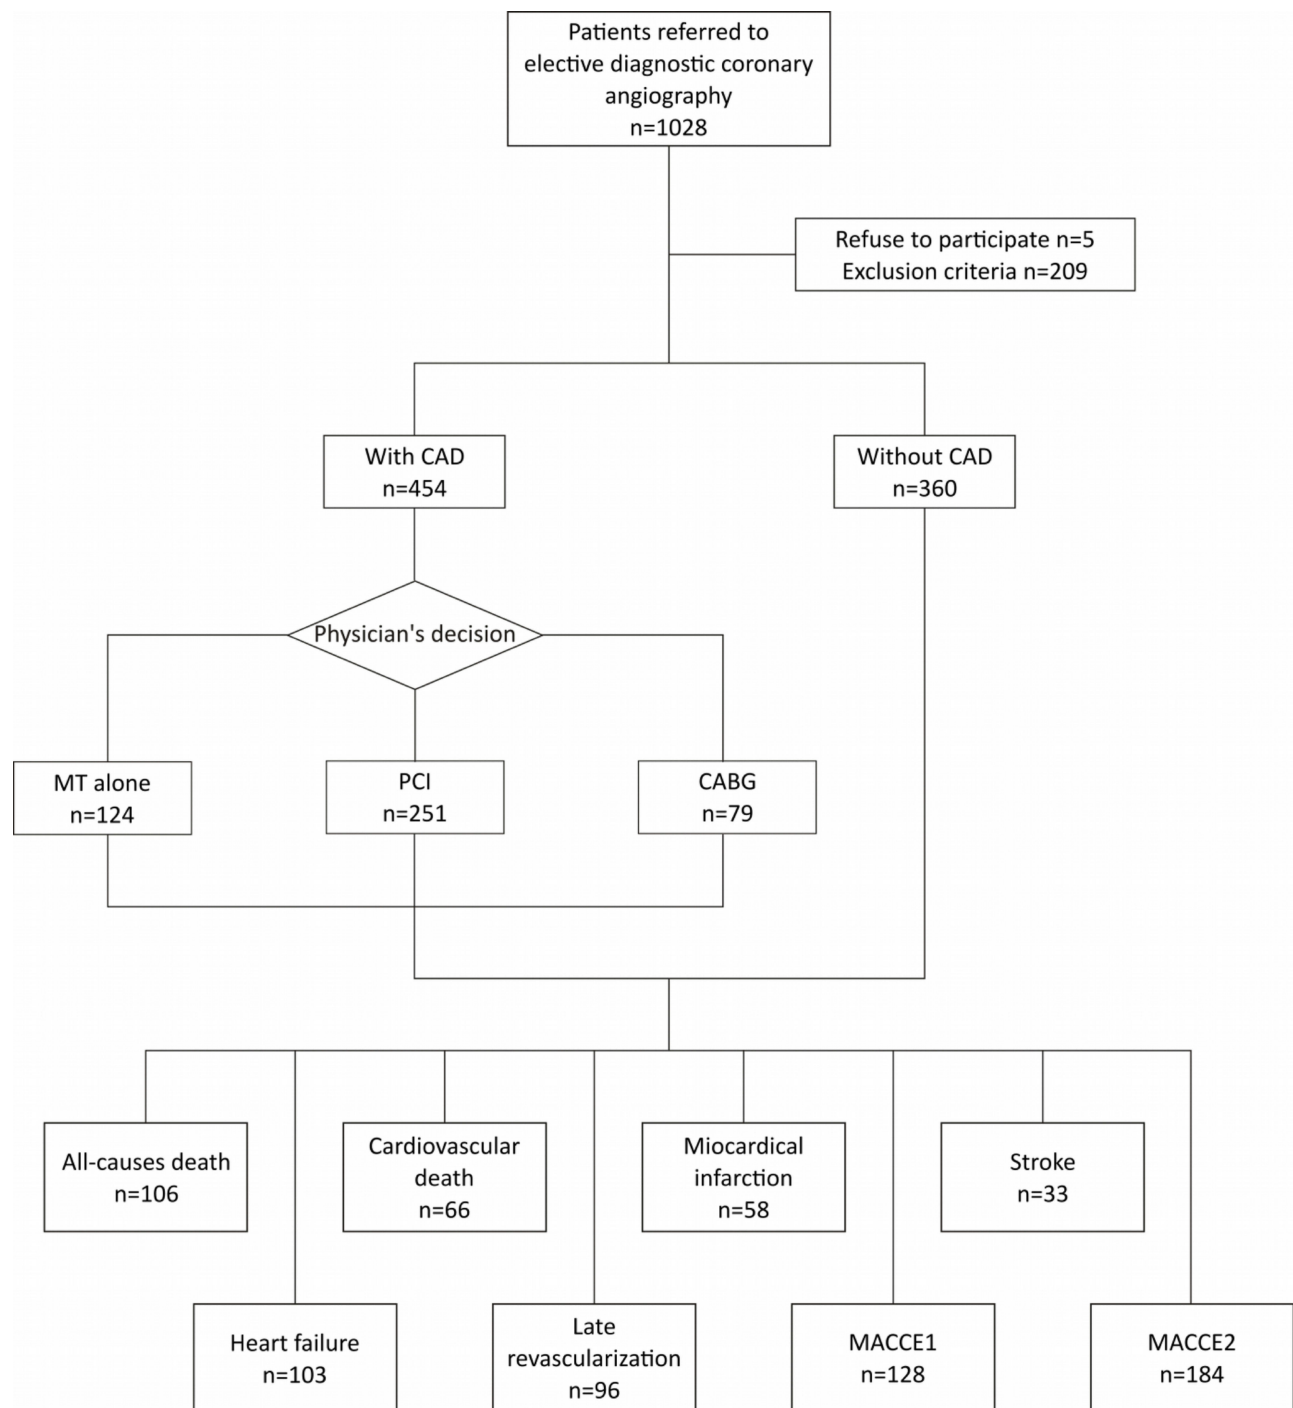 Patients referred to
elective diagnostic coronary
angiography
n=1028
Refuse to participate n=5
Exclusion criteria n=209
With CAD
n=454
Without CAD
n=360
Physician's decision
MT alone
n=124
PCI
n=251
CABG
n=79
All-causes death
n=106
Cardiovascular
death
n=66
Miocardical
infarction
n=58
Stroke
n=33
Heart failure
n=103
Late
revascularization
n=96
MACCE1
n=128
MACCE2
n=184